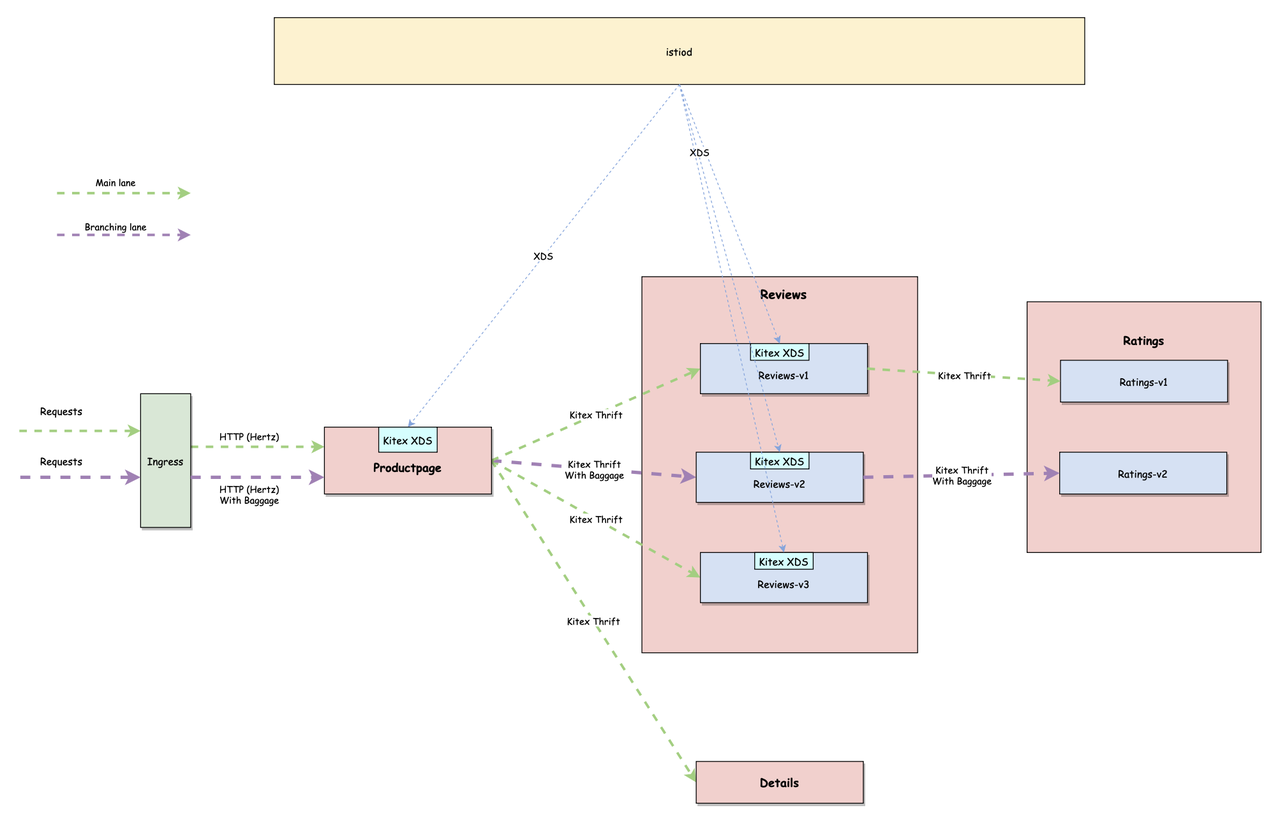 istiod
XDS
Main lane
Branching lane
XDS
Reviews
Ratings
Kitex XDS
Reviews-v1
Kitex Thrift
Ratings-v1
Requests
Kitex Thrift
HTTP (Hertz)
Kitex XDS
Productpage
Requests
Ingress
HTTP (Hertz)
With Baggage
Kitex Thrift
With Baggage
Kitex XDS
Reviews-v2
Kitex Thrift
With Baggage
Ratings-v2
Kitex Thrift
Kitex XDS
Reviews-v3
Kitex Thrift
Details